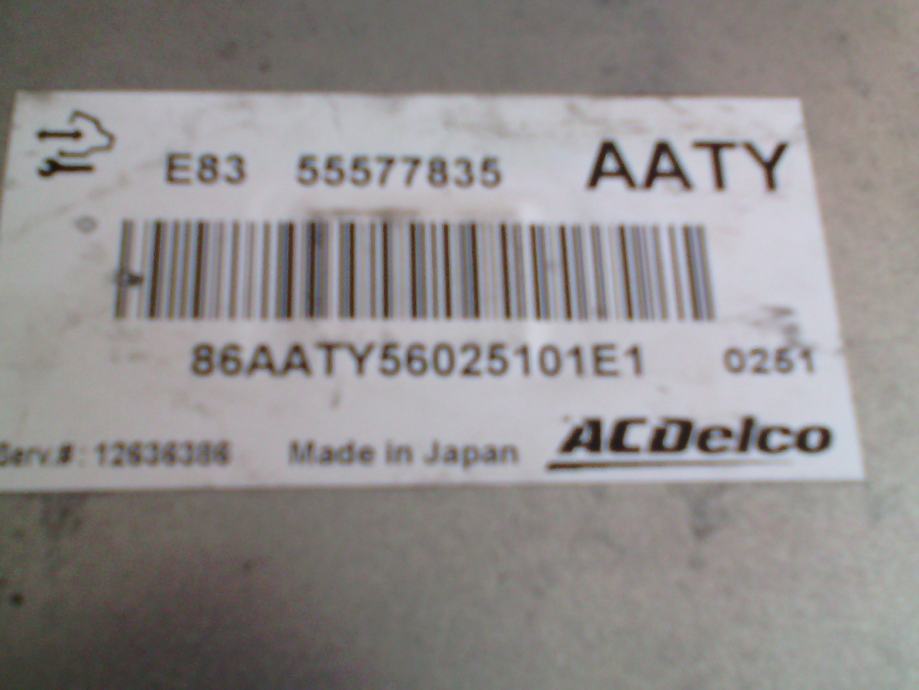 E83 55577835 AATY
86AATY56025101E1 0251
Serv.#: 12636386 Made in Japan ACDelco